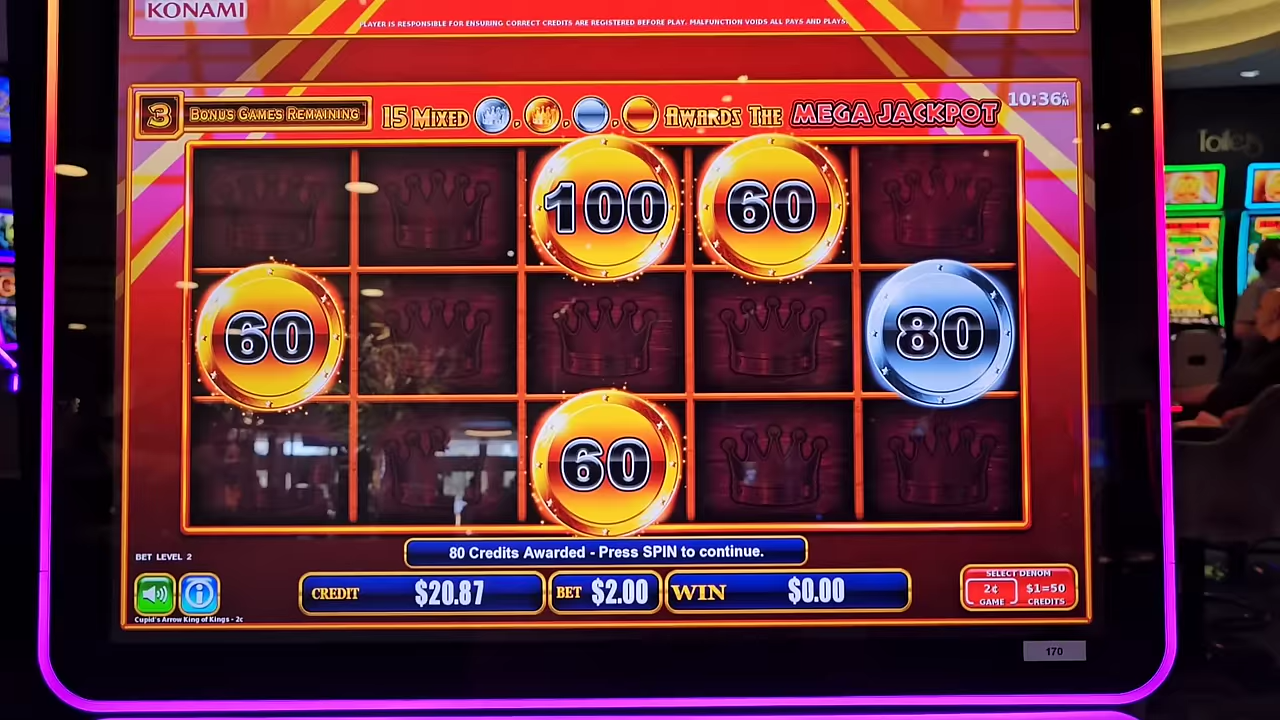 KONAMI
PLAYER IS RESPONSIBLE FOR ENSURING CORRECT CREDITS ARE REGISTERED BEFORE PLAY. MALFUNCTION VOIDS ALL PAYS AND PLAYS.
3 BONUS GAMES REMAINING
15 MIXED , , , AWARDS THE MEGA JACKPOT
10:36AM
100 60
60 80
60
80 Credits Awarded - Press SPIN to continue.
BET LEVEL 2
CREDIT $20.87 BET $2.00 WIN $0.00
SELECT DENOM
2¢ $1=50
GAME CREDITS
Cupid's Arrow King of Kings - 2c
170